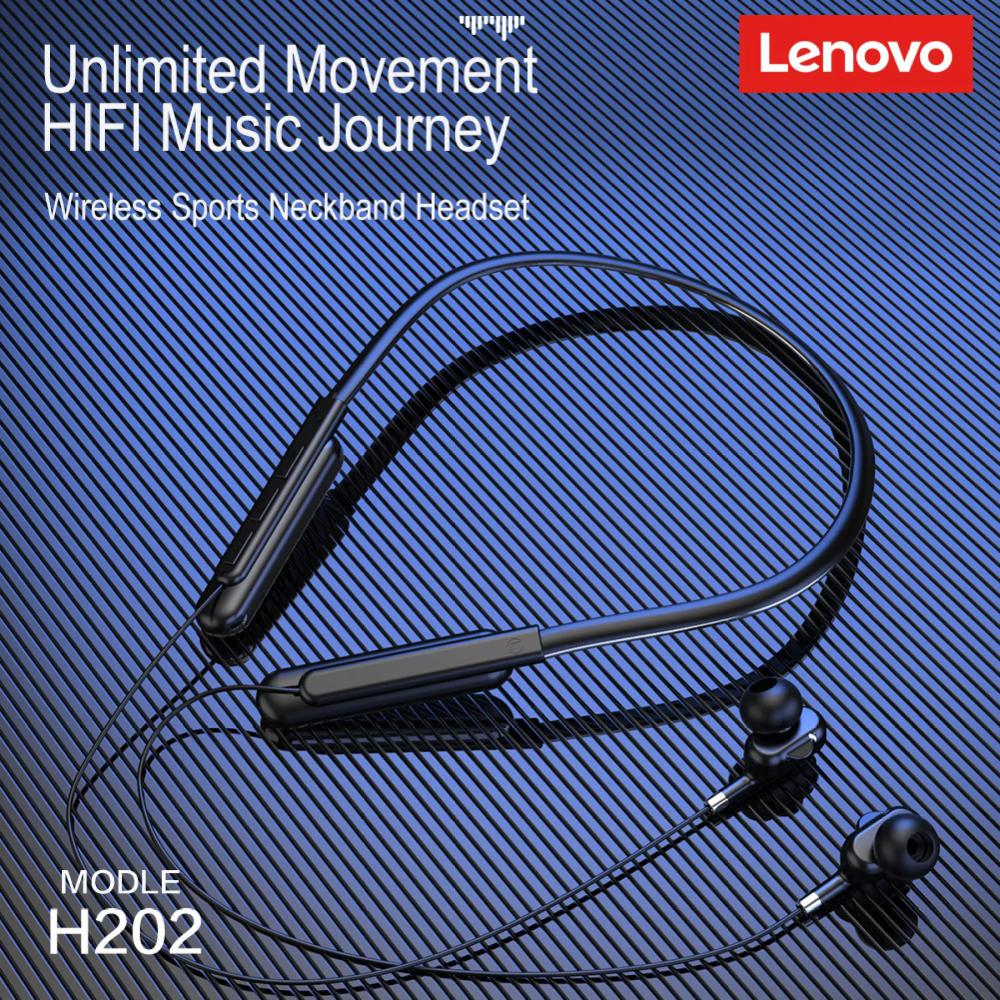 Lenovo
Unlimited Movement
HIFI Music Journey
Wireless Sports Neckband Headset
MODLE
H202